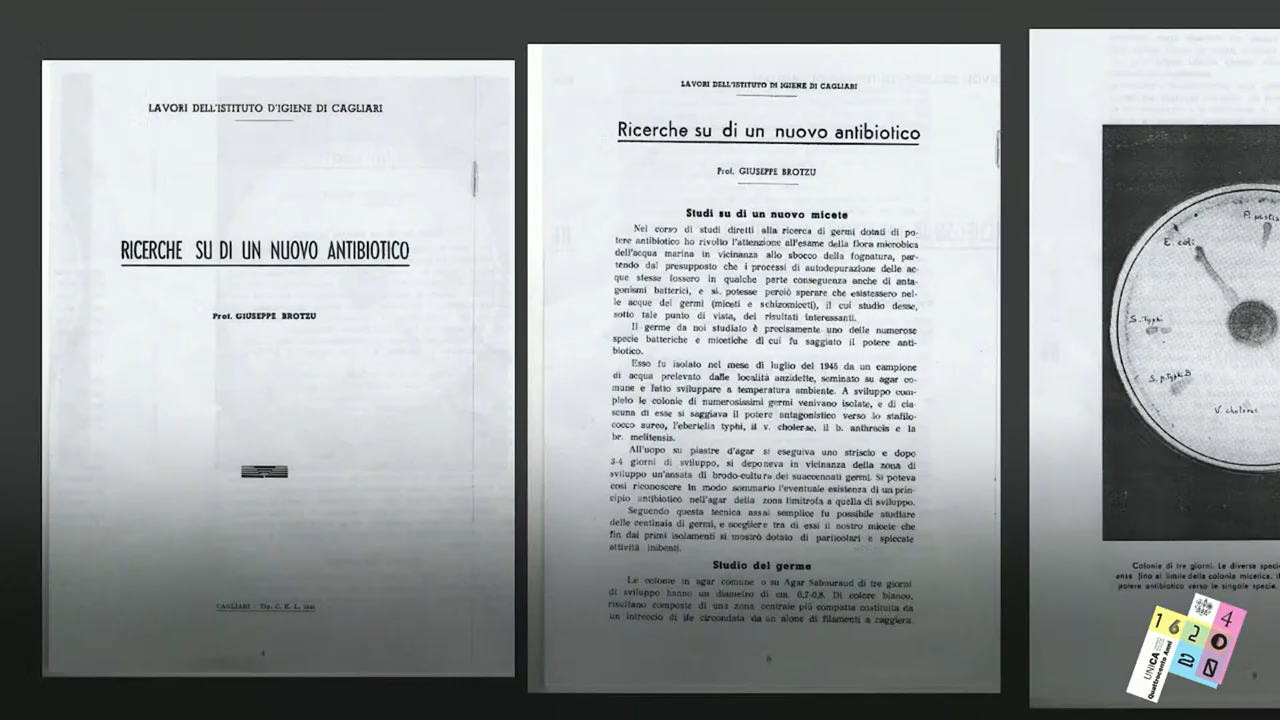 LAVORI DELL'ISTITUTO D'IGIENE DI CAGLIARI
RICERCHE SU DI UN NUOVO ANTIBIOTICO
Prof. GIUSEPPE BROTZU
CAGLIARI - Tip. C. E. L.
LAVORI DELL'ISTITUTO DI IGIENE DI CAGLIARI
Ricerche su di un nuovo antibiotico
Prof. GIUSEPPE BROTZU
Studi su di un nuovo micete
Nel corso di studi diretti alla ricerca di germi dotati di po-
tere antibiotico ho rivolto l'attenzione all'esame della flora microbica
dell'acqua marina in vicinanza allo sbocco della fognatura, par-
tendo dal presupposto che i processi di autodepurazione delle ac-
que stesse fossero in qualche parte conseguenza anche di anta-
gonismi batterici, e si potesse perciò sperare che esistessero nel-
le acque dei germi (miceti e schizomiceti), il cui studio desse,
sotto tale punto di vista, dei risultati interessanti.
Il germe da noi studiato è precisamente uno delle numerose
specie batteriche e micetiche di cui fu saggiato il potere anti-
biotico.
Esso fu isolato nel mese di luglio del 1945 da un campione
di acqua prelevato dalle località anzidette, seminato su agar co-
mune e fatto sviluppare a temperatura ambiente. A sviluppo com-
pleto le colonie di numerosissimi germi venivano isolate, e di cia-
scuna di esse si saggiava il potere antagonistico verso lo stafilo-
cocco aureo, l'ebertella typhi, il v. cholerae, il b. anthracis e la
br. melitensis.
All'uopo su piastre d'agar si eseguiva uno striscio e dopo
3-4 giorni di sviluppo, si deponeva in vicinanza della zona di
sviluppo un'ansata di brodo-cultura dei suaccennati germi. Si poteva
così riconoscere in modo sommario l'eventuale esistenza di un prin-
cipio antibiotico nell'agar della zona limitrofa a quella di sviluppo.
Seguendo questa tecnica assai semplice fu possibile studiare
delle centinaia di germi, e scegliere tra di essi il nostro micete che
fin dai primi isolamenti si mostrò dotato di particolari e spiccate
attività inibenti.
Studio del germe
Le colonie in agar comune o su Agar Sabouraud di tre giorni
di sviluppo hanno un diametro di cm. 0,7-0,8. Di colore bianco,
risultano composte di una zona centrale più compatta costituita da
un intreccio di ife circondata da un alone di filamenti a raggiera
6
P. pestis
E. coli
S. Typhi
S. p. Typhi B
V. cholerae
Colonie di tre giorni. Le diverse speci
anse fino al limite della colonia micetica. Il
potere antibiotico verso le singole specie.
8
1620
2024
UNICA
Quattrocento Anni